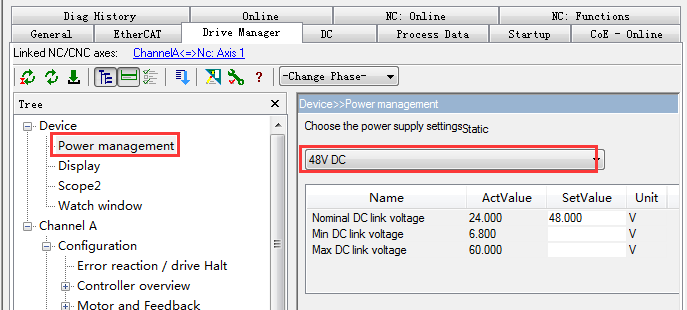 Diag History Online NC: Online NC: Functions
General EtherCAT Drive Manager DC Process Data Startup CoE - Online
Linked NC/CNC axes: ChannelA<=>Nc: Axis 1
? -Change Phase-
Tree
Device
Power management
Display
Scope2
Watch window
Channel A
Configuration
Error reaction / drive Halt
Controller overview
Motor and Feedback
Device>>Power management
Choose the power supply settings Static
48V DC
Name ActValue SetValue Unit
Nominal DC link voltage 24.000 48.000 V
Min DC link voltage 6.800 V
Max DC link voltage 60.000 V